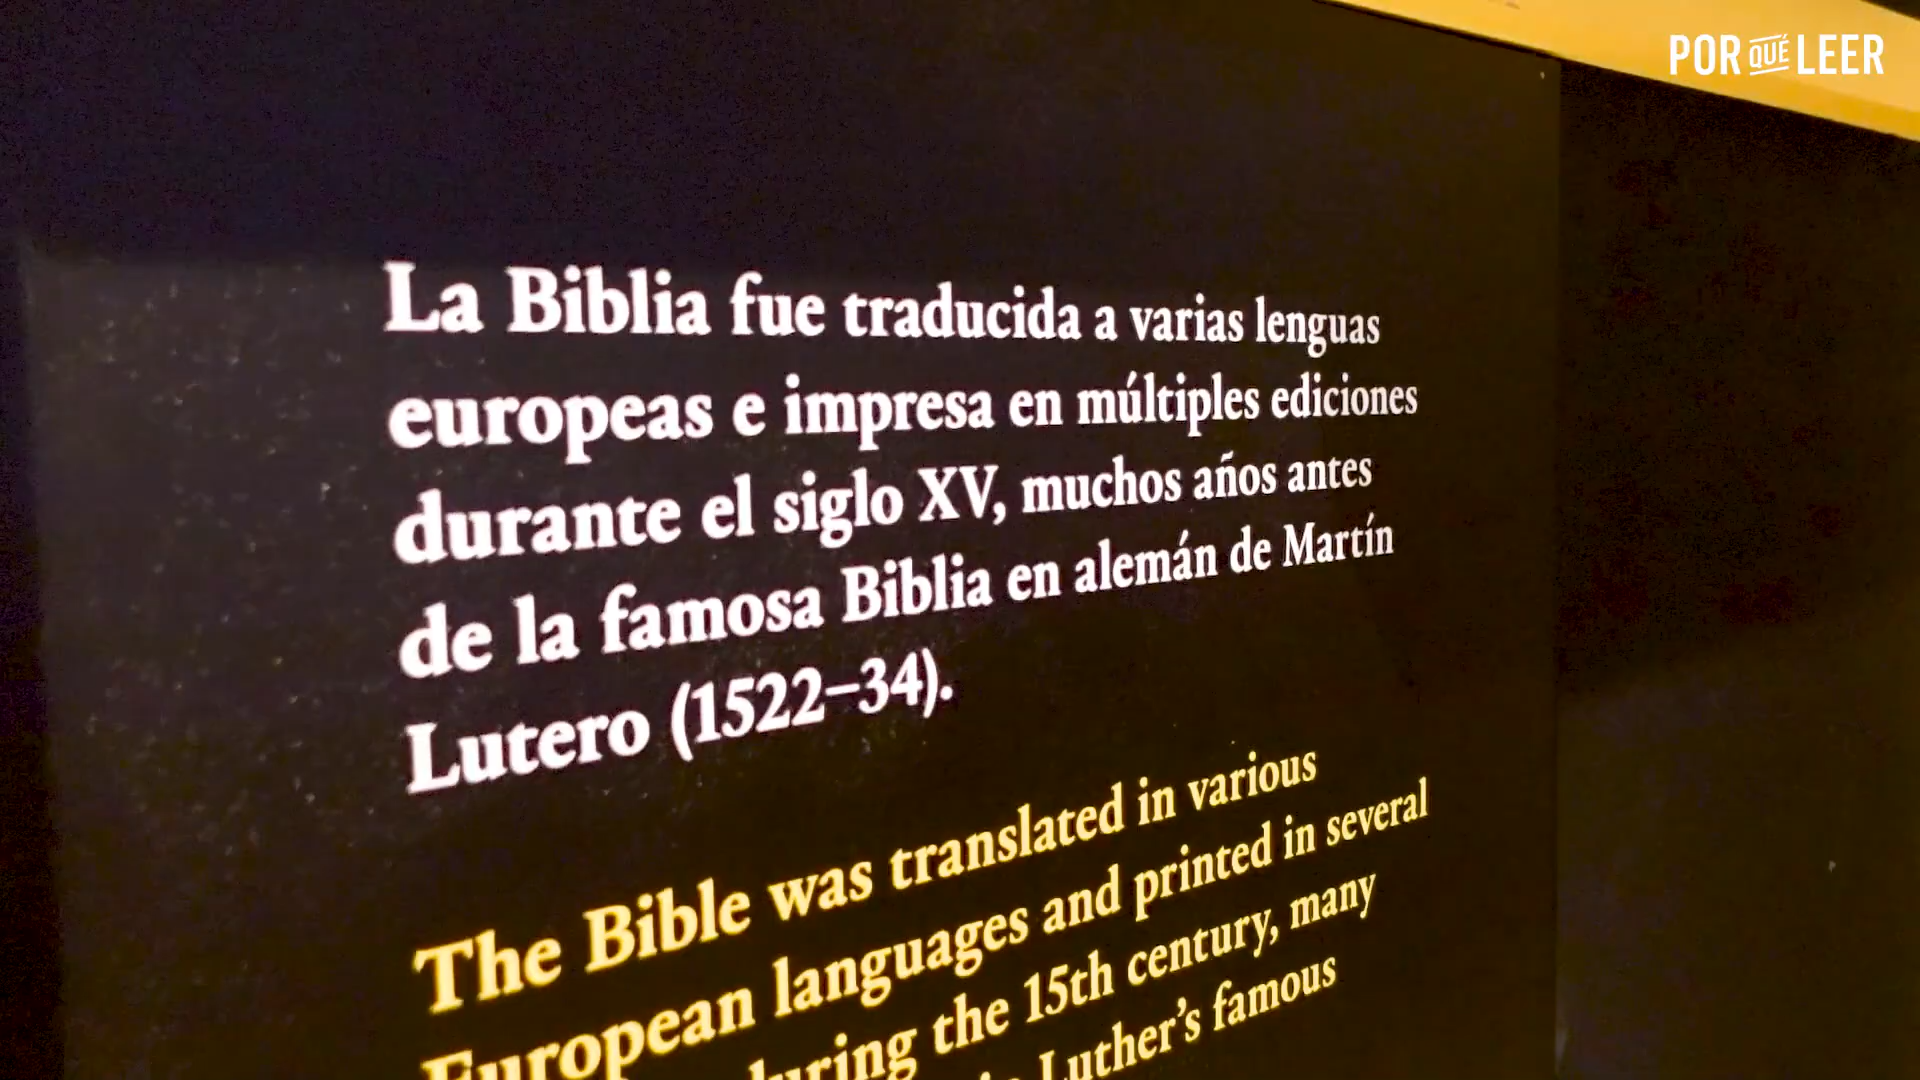 POR QUÉ LEER
La Biblia fue traducida a varias lenguas
europeas e impresa en múltiples ediciones
durante el siglo XV, muchos años antes
de la famosa Biblia en alemán de Martín
Lutero (1522–34).
The Bible was translated in various
European languages and printed in several
during the 15th century, many
Luther's famous